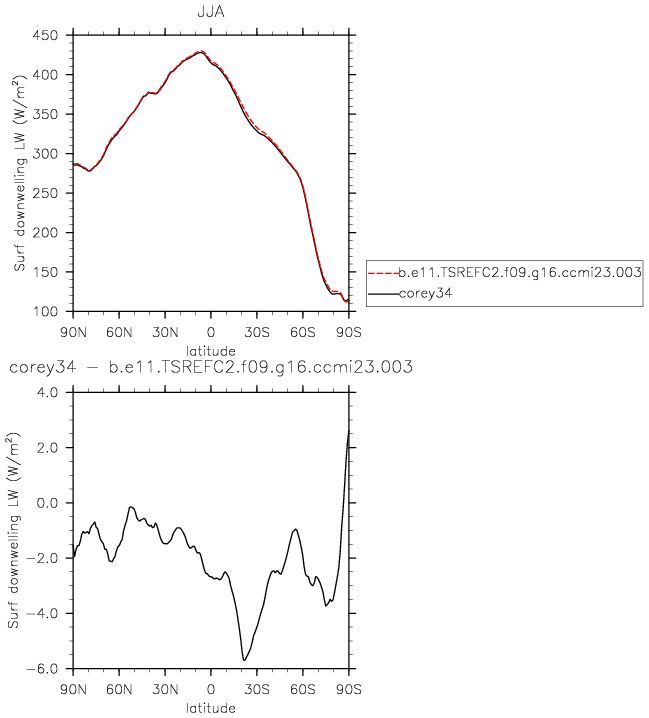 JJA
450
400
350
300
250
200
150
100
Surf downwelling LW (W/m²)
90N 60N 30N 0 30S 60S 90S
latitude
b.e11.TSREFC2.f09.g16.ccmi23.003
corey34
corey34 − b.e11.TSREFC2.f09.g16.ccmi23.003
4.0
2.0
0.0
−2.0
−4.0
−6.0
Surf downwelling LW (W/m²)
90N 60N 30N 0 30S 60S 90S
latitude